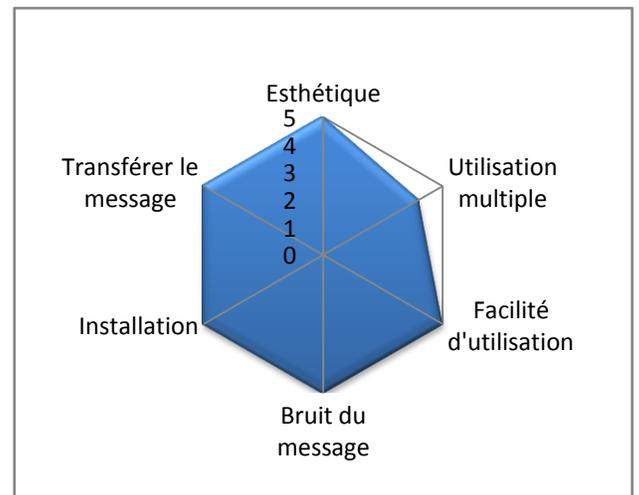 Esthétique
5
4
3
2
1
0
Utilisation
multiple
Facilité
d'utilisation
Bruit du
message
Installation
Transférer le
message